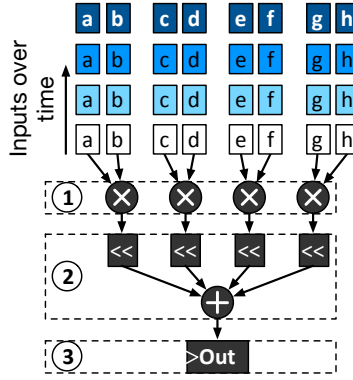 a b c d e f g h
a b c d e f g h
a b c d e f g h
a b c d e f g h
Inputs over
time
1
× × × ×
2
<< << << <<
+
3
>Out